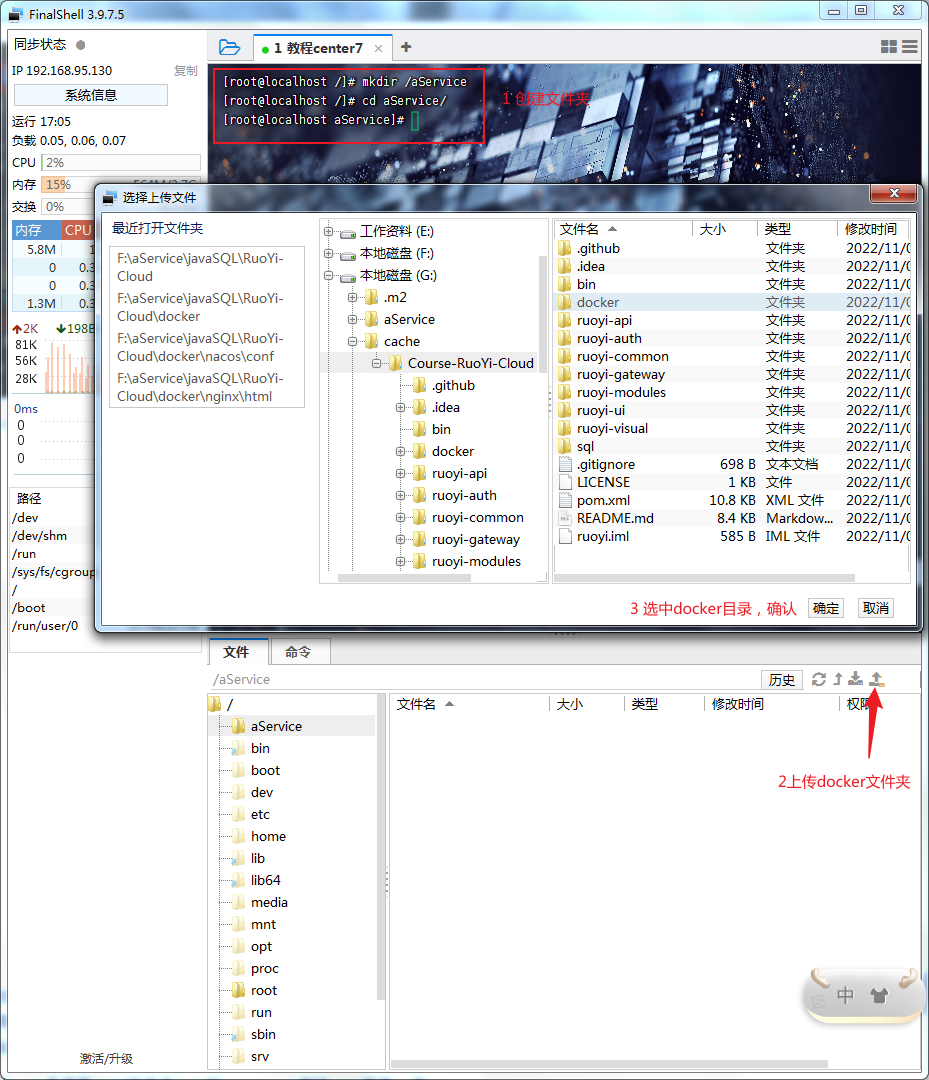 FinalShell 3.9.7.5
同步状态
IP 192.168.95.130
复制
系统信息
运行 17:05
负载 0.05, 0.06, 0.07
CPU 2%
内存 15%
交换 0%
内存 CPU
5.8M
0 0.3
0 0.3
1.3M 0.3
2K 198B
81K
56K
28K
0ms
0
0
0
路径
/dev
/dev/shm
/run
/sys/fs/cgroup
/
/boot
/run/user/0
激活/升级
1 教程center7
[root@localhost /]# mkdir /aService
[root@localhost /]# cd aService/
[root@localhost aService]#
1 创建文件夹
选择上传文件
最近打开文件夹
F:\aService\javaSQL\RuoYi-
Cloud
F:\aService\javaSQL\RuoYi-
Cloud\docker
F:\aService\javaSQL\RuoYi-
Cloud\docker\nacos\conf
F:\aService\javaSQL\RuoYi-
Cloud\docker\nginx\html
工作资料 (E:)
本地磁盘 (F:)
本地磁盘 (G:)
.m2
aService
cache
Course-RuoYi-Cloud
.github
.idea
bin
docker
ruoyi-api
ruoyi-auth
ruoyi-common
ruoyi-gateway
ruoyi-modules
文件名 大小 类型 修改时间
.github 文件夹 2022/11/0
.idea 文件夹 2022/11/0
bin 文件夹 2022/11/0
docker 文件夹 2022/11/0
ruoyi-api 文件夹 2022/11/0
ruoyi-auth 文件夹 2022/11/0
ruoyi-common 文件夹 2022/11/0
ruoyi-gateway 文件夹 2022/11/0
ruoyi-modules 文件夹 2022/11/0
ruoyi-ui 文件夹 2022/11/0
ruoyi-visual 文件夹 2022/11/0
sql 文件夹 2022/11/0
.gitignore 698 B 文本文档 2022/11/0
LICENSE 1 KB 文件 2022/11/0
pom.xml 10.8 KB XML 文件 2022/11/0
README.md 8.4 KB Markdow... 2022/11/0
ruoyi.iml 585 B IML 文件 2022/11/0
3 选中docker目录，确认
确定 取消
文件 命令
/aService
历史
/
aService
bin
boot
dev
etc
home
lib
lib64
media
mnt
opt
proc
root
run
sbin
srv
文件名 大小 类型 修改时间 权限
2上传docker文件夹
中